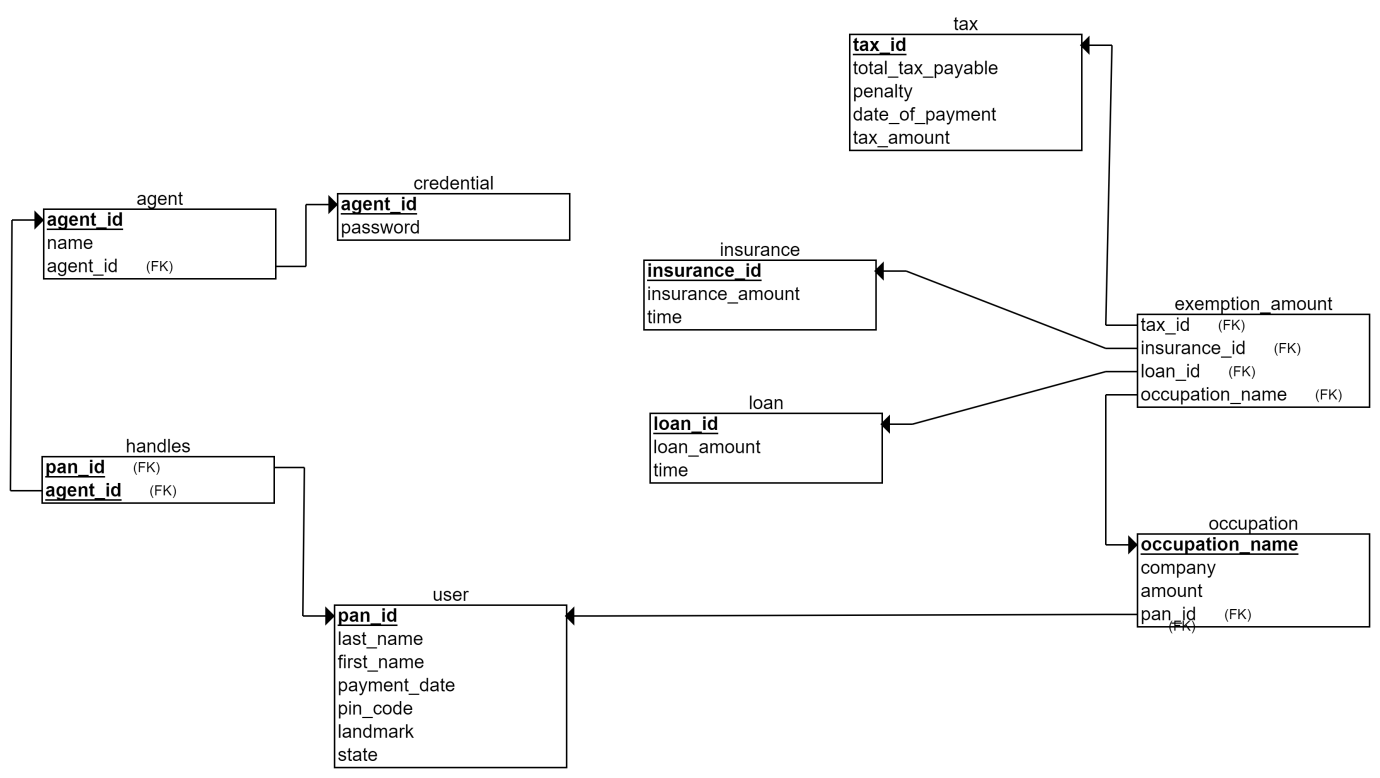 tax
tax_id
total_tax_payable
penalty
date_of_payment
tax_amount
credential
agent_id
password
agent
agent_id
name
agent_id (FK)
insurance
insurance_id
insurance_amount
time
exemption_amount
tax_id (FK)
insurance_id (FK)
loan_id (FK)
occupation_name (FK)
loan
loan_id
loan_amount
time
handles
pan_id (FK)
agent_id (FK)
occupation
occupation_name
company
amount
pan_id (FK)
(FK)
user
pan_id
last_name
first_name
payment_date
pin_code
landmark
state